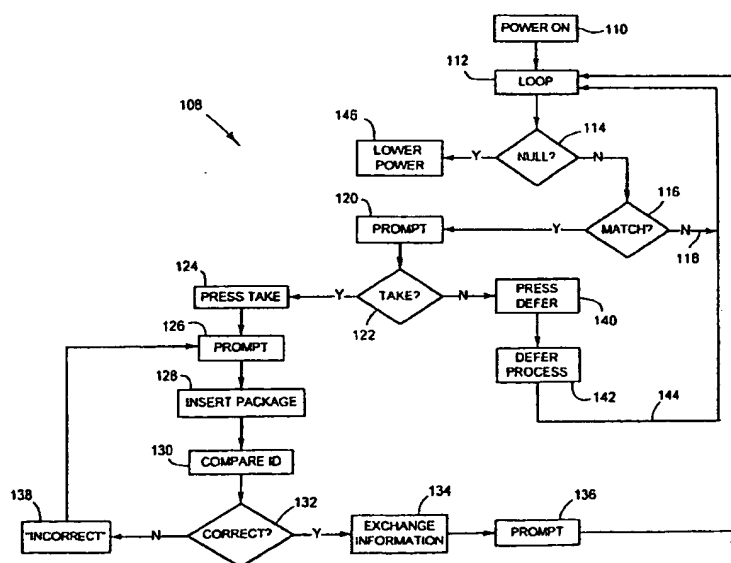 POWER ON
110
112
LOOP
108
146
LOWER
POWER
Y
NULL?
N
114
116
120
PROMPT
Y
MATCH?
N
118
124
PRESS TAKE
Y
TAKE?
N
122
PRESS
DEFER
140
126
PROMPT
DEFER
PROCESS
142
144
128
INSERT PACKAGE
130
COMPARE ID
138
"INCORRECT"
N
CORRECT?
132
Y
134
EXCHANGE
INFORMATION
136
PROMPT